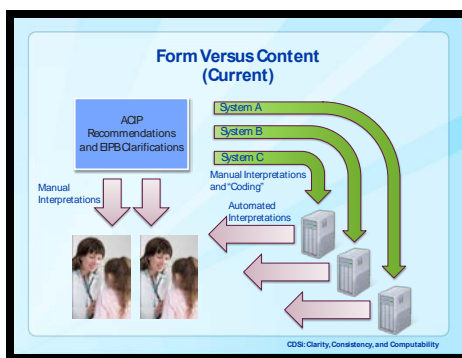 Form Versus Content
(Current)
ACIP
Recommendations
and EIPB Clarifications
System A
System B
System C
Manual
Interpretations
Manual Interpretations
and "Coding"
Automated
Interpretations
CDSi: Clarity, Consistency, and Computability